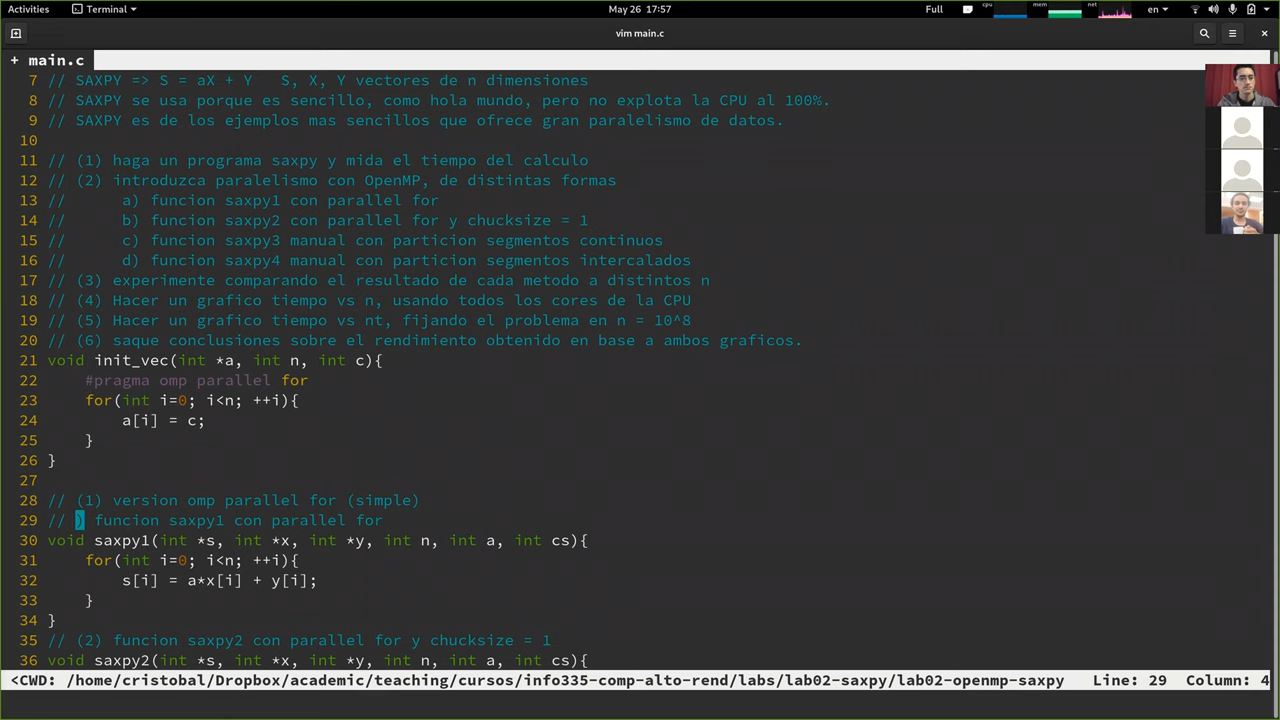 Activities Terminal May 26 17:57 Full cpu mem net en
vim main.c
+ main.c
7 // SAXPY => S = aX + Y   S, X, Y vectores de n dimensiones
8 // SAXPY se usa porque es sencillo, como hola mundo, pero no explota la CPU al 100%.
9 // SAXPY es de los ejemplos mas sencillos que ofrece gran paralelismo de datos.
10
11 // (1) haga un programa saxpy y mida el tiempo del calculo
12 // (2) introduzca paralelismo con OpenMP, de distintas formas
13 //      a) funcion saxpy1 con parallel for
14 //      b) funcion saxpy2 con parallel for y chucksize = 1
15 //      c) funcion saxpy3 manual con particion segmentos continuos
16 //      d) funcion saxpy4 manual con particion segmentos intercalados
17 // (3) experimente comparando el resultado de cada metodo a distintos n
18 // (4) Hacer un grafico tiempo vs n, usando todos los cores de la CPU
19 // (5) Hacer un grafico tiempo vs nt, fijando el problema en n = 10^8
20 // (6) saque conclusiones sobre el rendimiento obtenido en base a ambos graficos.
21 void init_vec(int *a, int n, int c){
22     #pragma omp parallel for
23     for(int i=0; i<n; ++i){
24         a[i] = c;
25     }
26 }
27
28 // (1) version omp parallel for (simple)
29 // ) funcion saxpy1 con parallel for
30 void saxpy1(int *s, int *x, int *y, int n, int a, int cs){
31     for(int i=0; i<n; ++i){
32         s[i] = a*x[i] + y[i];
33     }
34 }
35 // (2) funcion saxpy2 con parallel for y chucksize = 1
36 void saxpy2(int *s, int *x, int *y, int n, int a, int cs){
<CWD: /home/cristobal/Dropbox/academic/teaching/cursos/info335-comp-alto-rend/labs/lab02-saxpy/lab02-openmp-saxpy   Line: 29  Column: 4